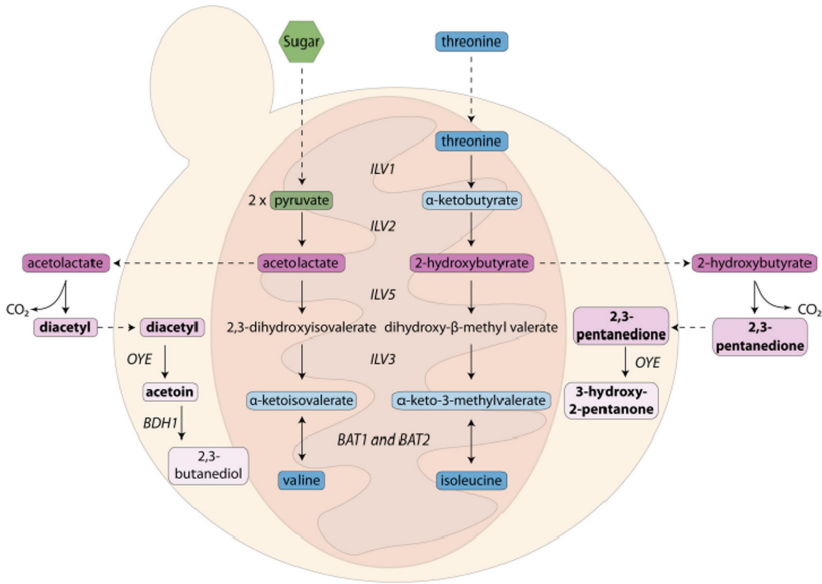 Sugar
threonine
threonine
ILV1
2 x pyruvate
α-ketobutyrate
ILV2
acetolactate
acetolactate
2-hydroxybutyrate
2-hydroxybutyrate
ILV5
CO₂
CO₂
diacetyl
diacetyl
2,3-dihydroxyisovalerate
dihydroxy-β-methyl valerate
2,3-
pentanedione
2,3-
pentanedione
OYE
ILV3
OYE
acetoin
α-ketoisovalerate
α-keto-3-methylvalerate
3-hydroxy-
2-pentanone
BDH1
BAT1 and BAT2
2,3-
butanediol
valine
isoleucine